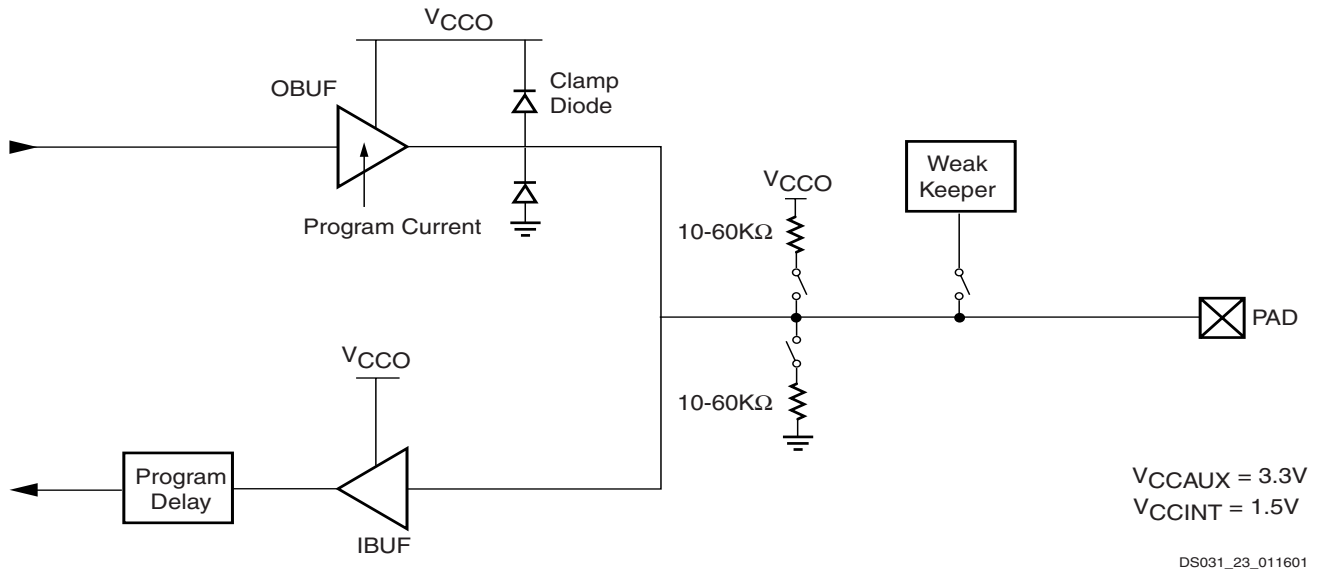 VCCO
OBUF
Clamp
Diode
Program Current
VCCO
10-60KΩ
Weak
Keeper
PAD
10-60KΩ
VCCO
Program
Delay
IBUF
VCCAUX = 3.3V
VCCINT = 1.5V
DS031_23_011601